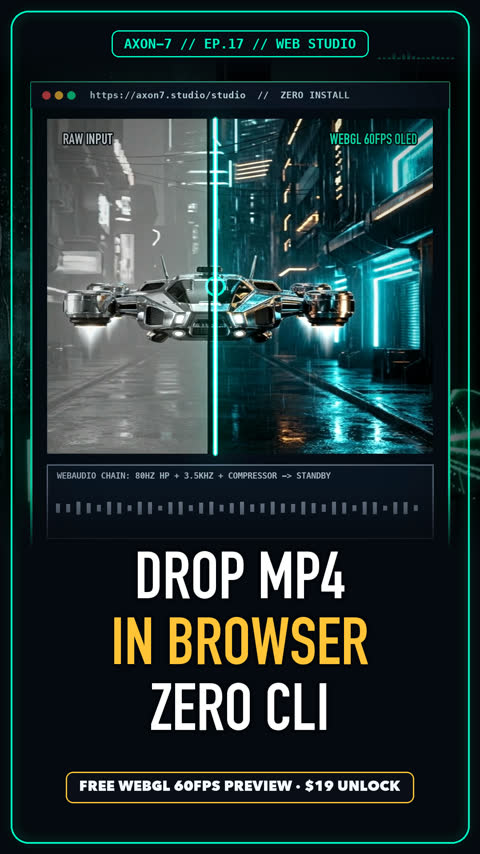 AXON-7 // EP.17 // WEB STUDIO
https://axon7.studio/studio // ZERO INSTALL
RAW INPUT
WEBGL 60FPS OLED
WEBAUDIO CHAIN: 80HZ HP + 3.5KHZ + COMPRESSOR -> STANDBY
DROP MP4
IN BROWSER
ZERO CLI
FREE WEBGL 60FPS PREVIEW · $19 UNLOCK